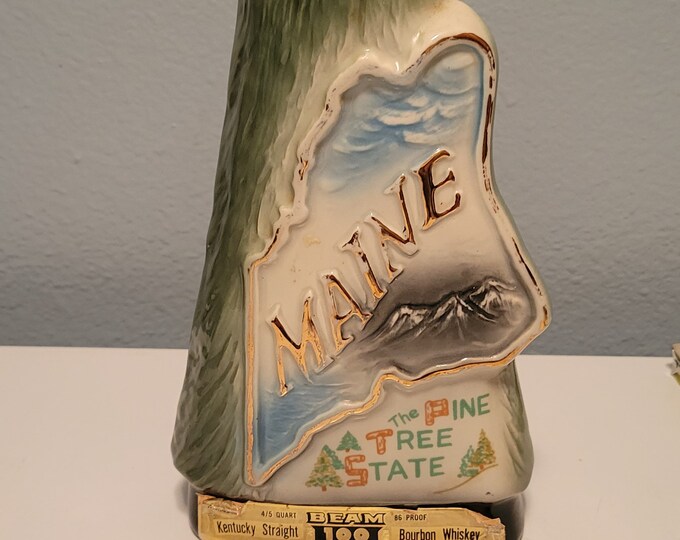 MAINE
The PINE
TREE
STATE
4/5 QUART BEAM 86 PROOF
Kentucky Straight 100 Bourbon Whiskey